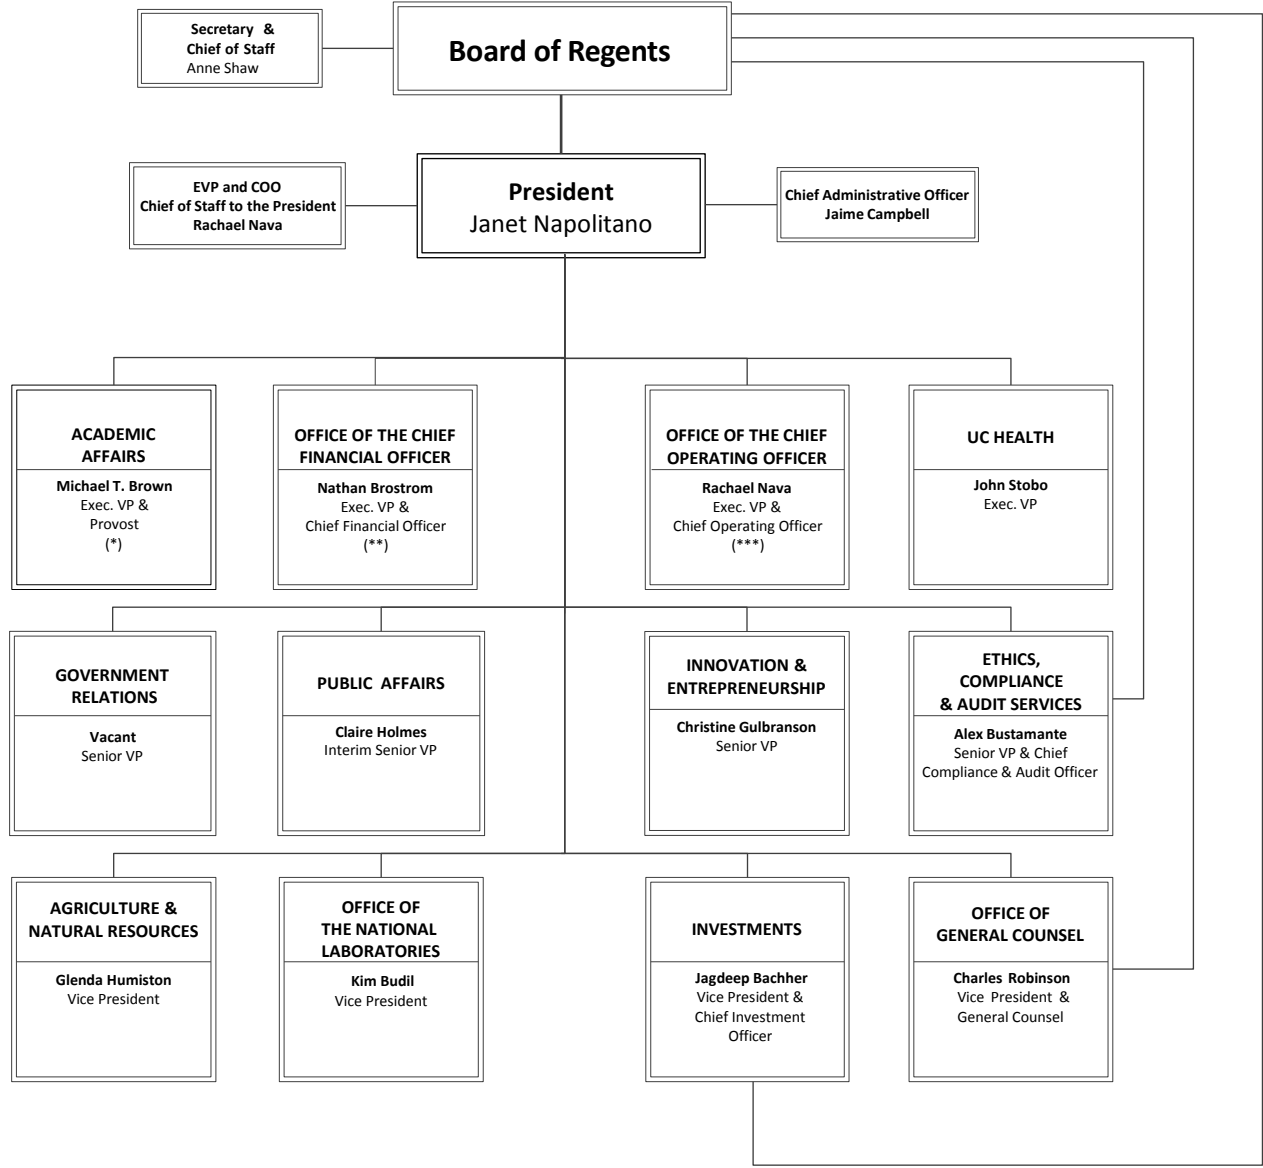 Secretary &
Chief of Staff
Anne Shaw
Board of Regents
EVP and COO
Chief of Staff to the President
Rachael Nava
President
Janet Napolitano
Chief Administrative Officer
Jaime Campbell
ACADEMIC
AFFAIRS
Michael T. Brown
Exec. VP &
Provost
(*)
OFFICE OF THE CHIEF
FINANCIAL OFFICER
Nathan Brostrom
Exec. VP &
Chief Financial Officer
(**)
OFFICE OF THE CHIEF
OPERATING OFFICER
Rachael Nava
Exec. VP &
Chief Operating Officer
(***)
UC HEALTH
John Stobo
Exec. VP
GOVERNMENT
RELATIONS
Vacant
Senior VP
PUBLIC AFFAIRS
Claire Holmes
Interim Senior VP
INNOVATION &
ENTREPRENEURSHIP
Christine Gulbranson
Senior VP
ETHICS,
COMPLIANCE
& AUDIT SERVICES
Alex Bustamante
Senior VP & Chief
Compliance & Audit Officer
AGRICULTURE &
NATURAL RESOURCES
Glenda Humiston
Vice President
OFFICE OF
THE NATIONAL
LABORATORIES
Kim Budil
Vice President
INVESTMENTS
Jagdeep Bachher
Vice President &
Chief Investment
Officer
OFFICE OF
GENERAL COUNSEL
Charles Robinson
Vice President &
General Counsel